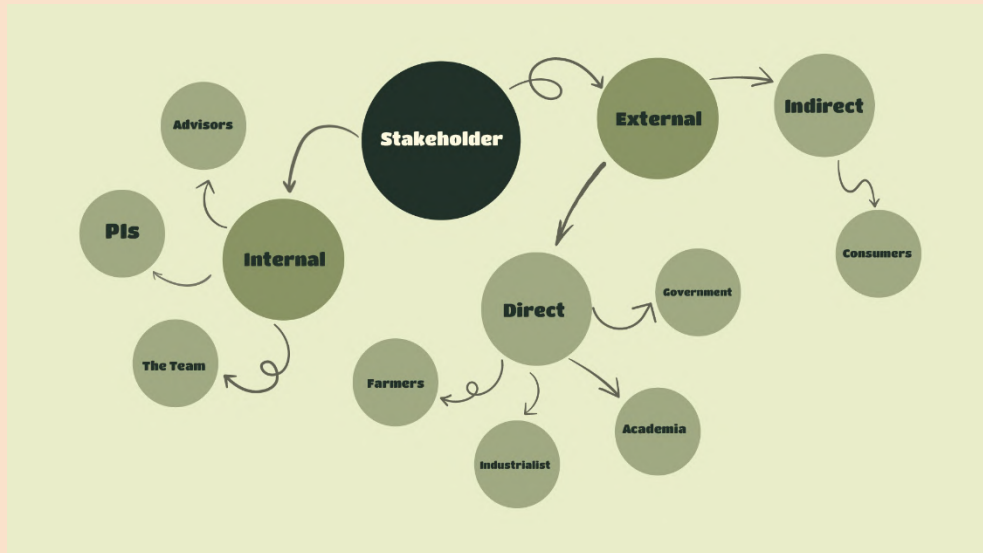 Stakeholder
External
Indirect
Advisors
PIs
Internal
Consumers
Government
Direct
The Team
Farmers
Academia
Industrialist